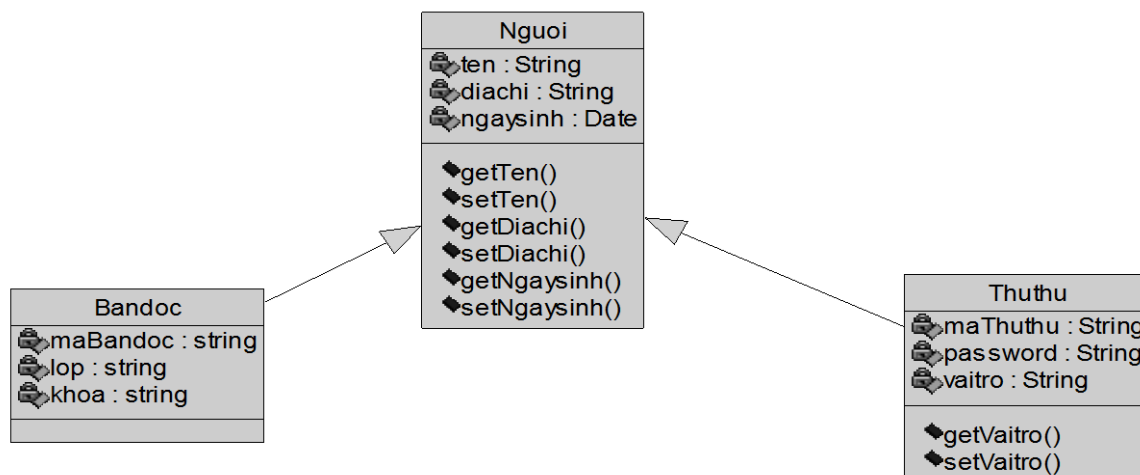 Nguoi
ten : String
diachi : String
ngaysinh : Date
getTen()
setTen()
getDiachi()
setDiachi()
getNgaysinh()
setNgaysinh()
Bandoc
maBandoc : string
lop : string
khoa : string
Thuthu
maThuthu : String
password : String
vaitro : String
getVaitro()
setVaitro()